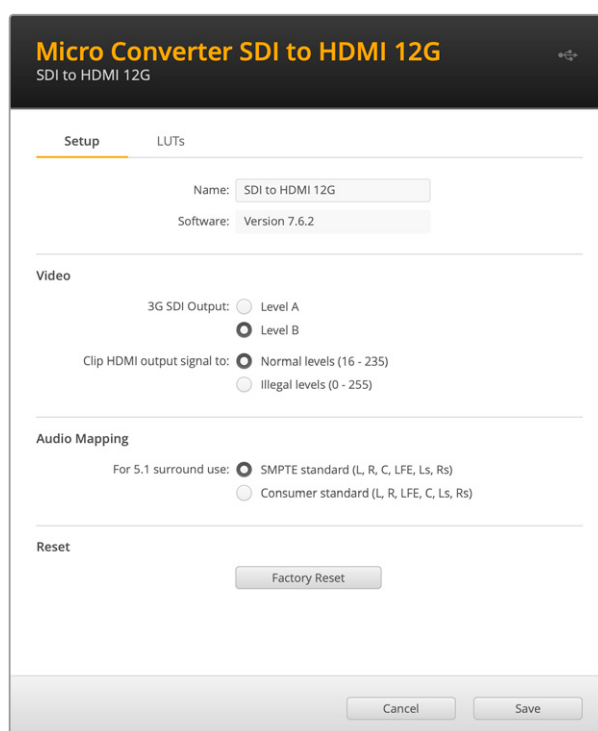 Micro Converter SDI to HDMI 12G
SDI to HDMI 12G
Setup LUTs
Name: SDI to HDMI 12G
Software: Version 7.6.2
Video
3G SDI Output: Level A
Level B
Clip HDMI output signal to: Normal levels (16 - 235)
Illegal levels (0 - 255)
Audio Mapping
For 5.1 surround use: SMPTE standard (L, R, C, LFE, Ls, Rs)
Consumer standard (L, R, LFE, C, Ls, Rs)
Reset
Factory Reset
Cancel Save